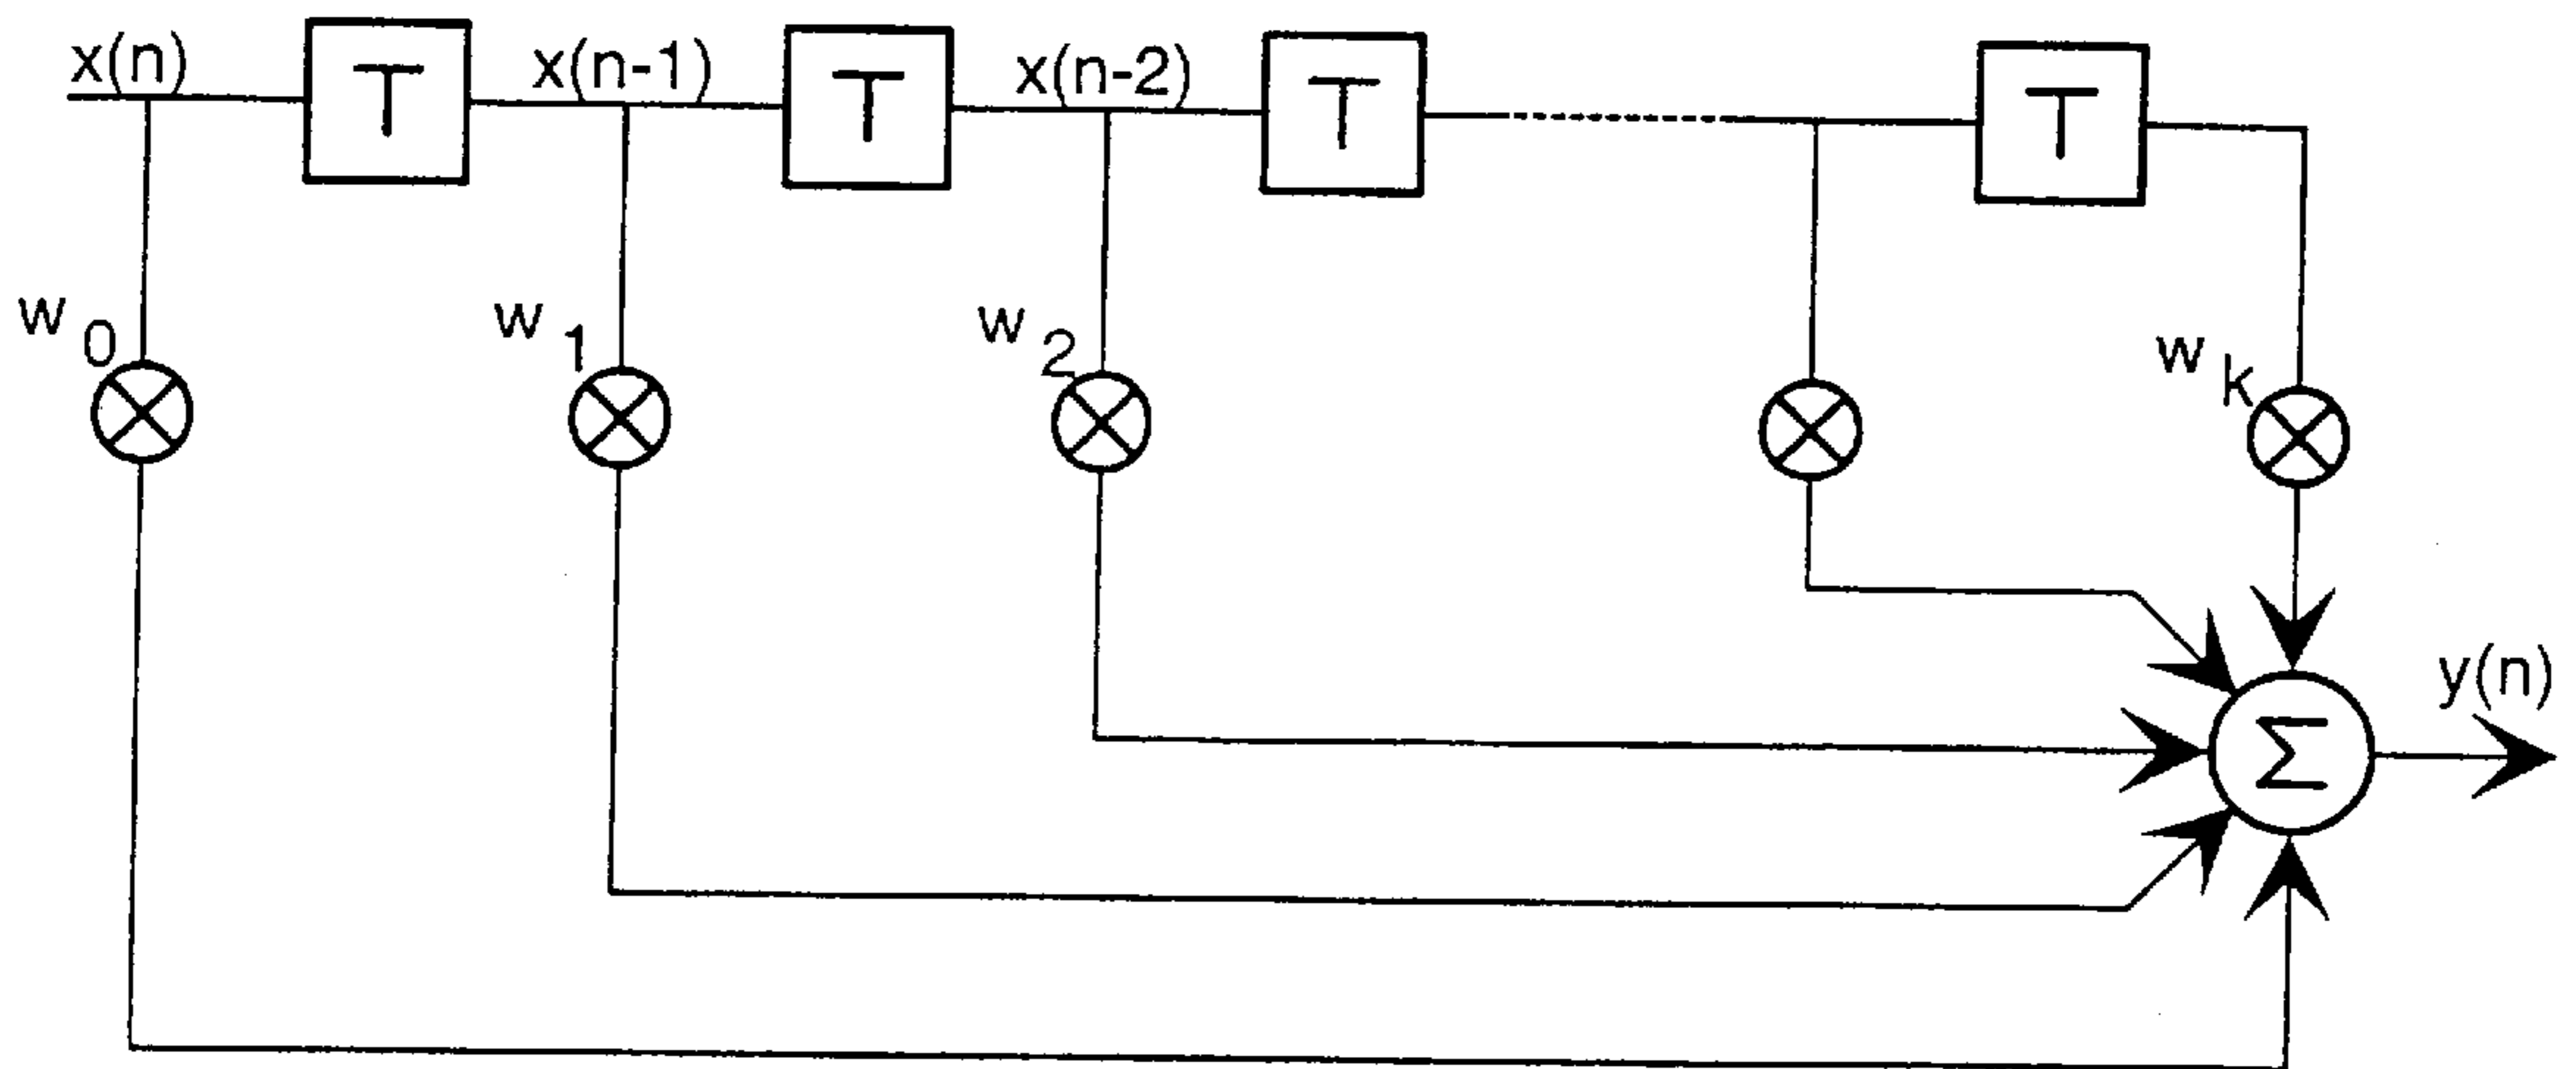 x(n) T x(n-1) T x(n-2) T T
w0 w1 w2 wk
y(n)
Σ